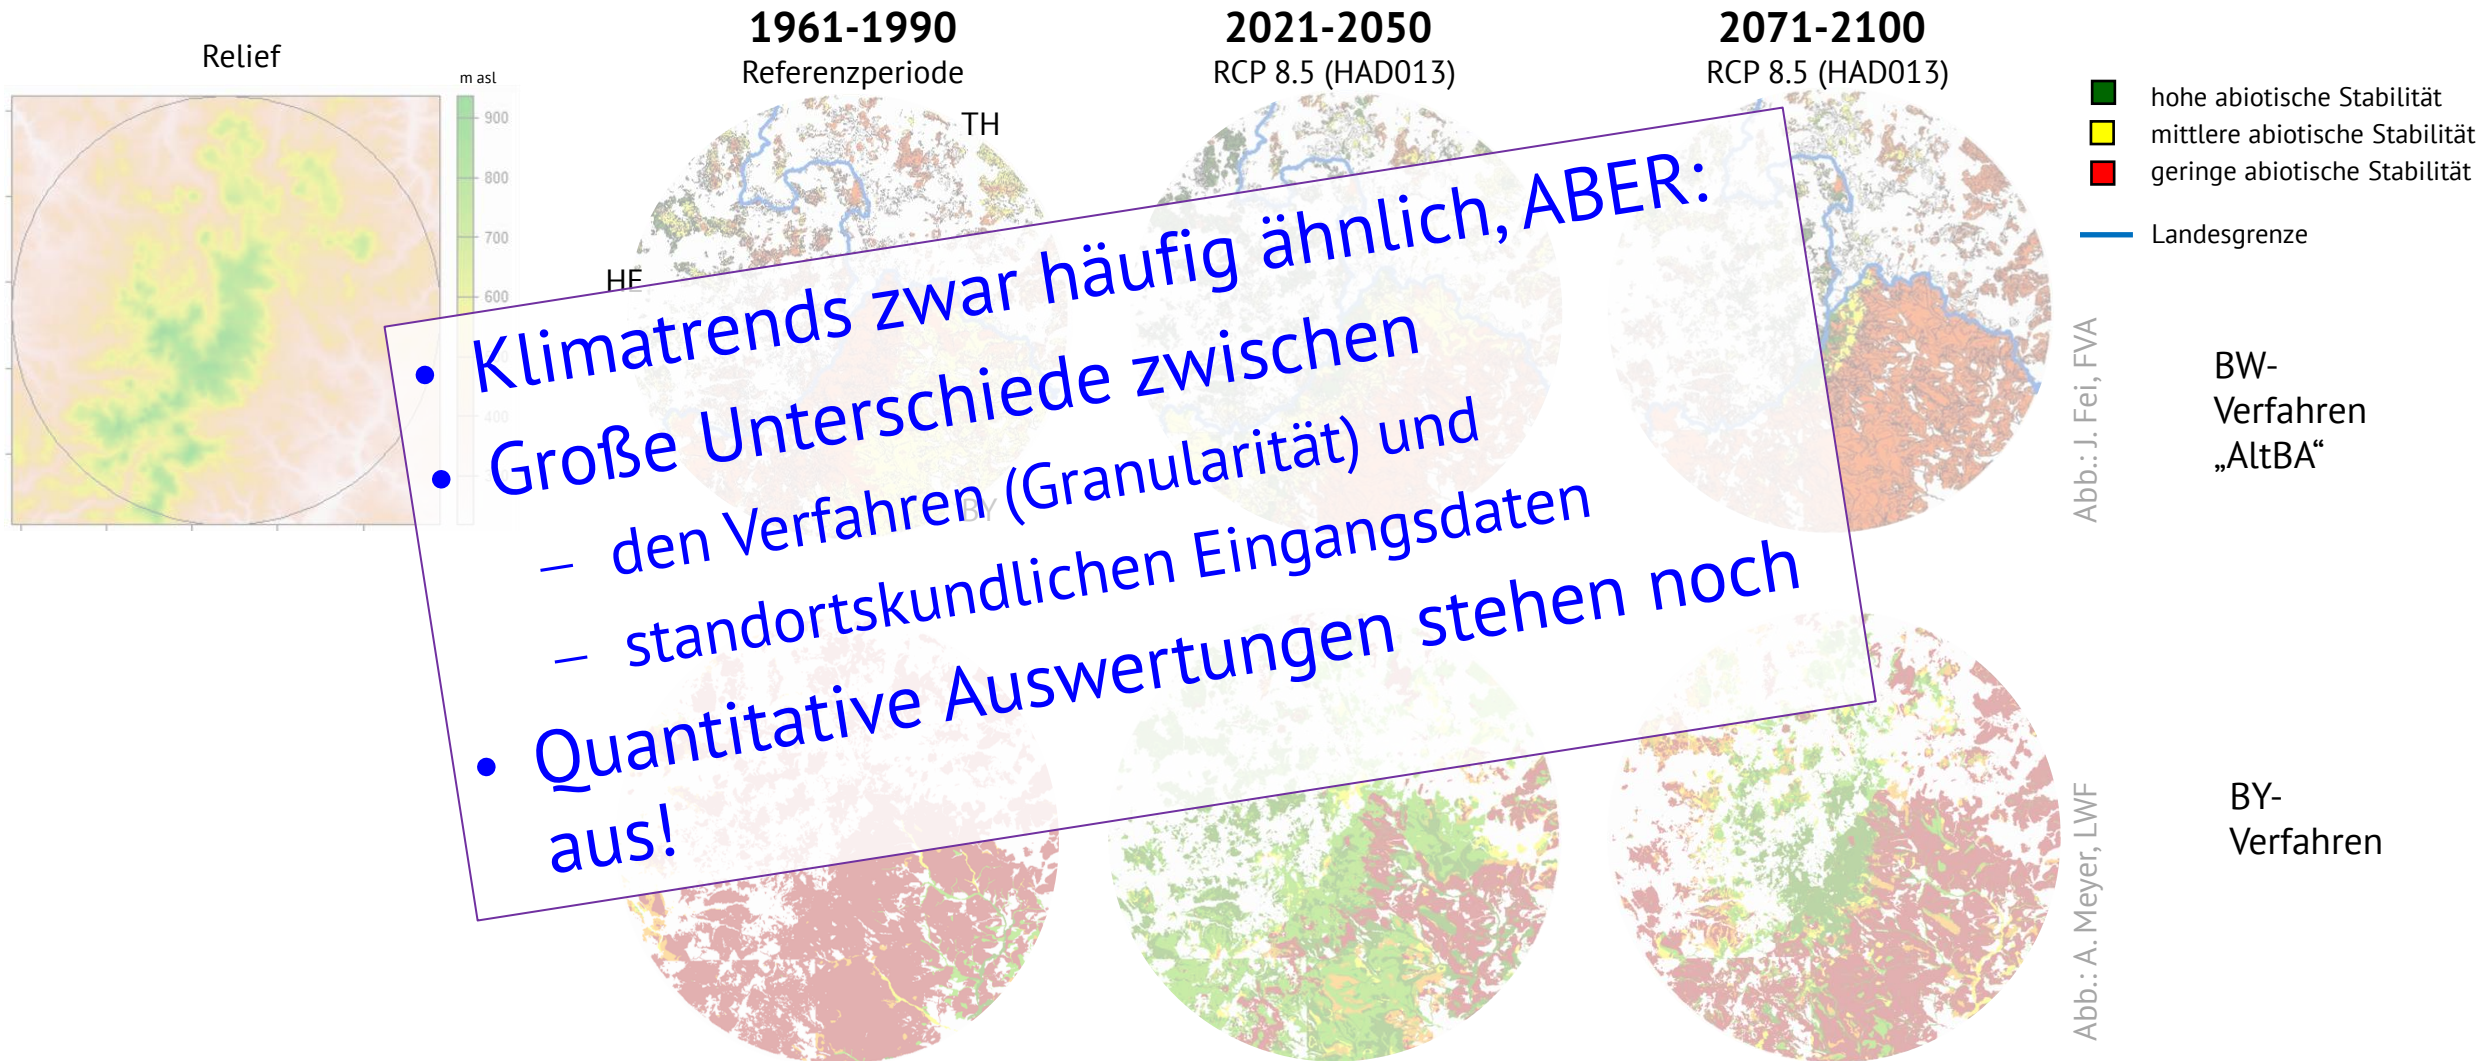 1961-1990
Referenzperiode
2021-2050
RCP 8.5 (HAD013)
2071-2100
RCP 8.5 (HAD013)
Relief
m asl
900
800
700
600
400
TH
HE
BY
hohe abiotische Stabilität
mittlere abiotische Stabilität
geringe abiotische Stabilität
Landesgrenze
• Klimatrends zwar häufig ähnlich, ABER:
• Große Unterschiede zwischen
– den Verfahren (Granularität) und
– standortskundlichen Eingangsdaten
• Quantitative Auswertungen stehen noch
aus!
Abb.: J. Fei, FVA
BW-
Verfahren
„AltBA“
Abb.: A. Meyer, LWF
BY-
Verfahren